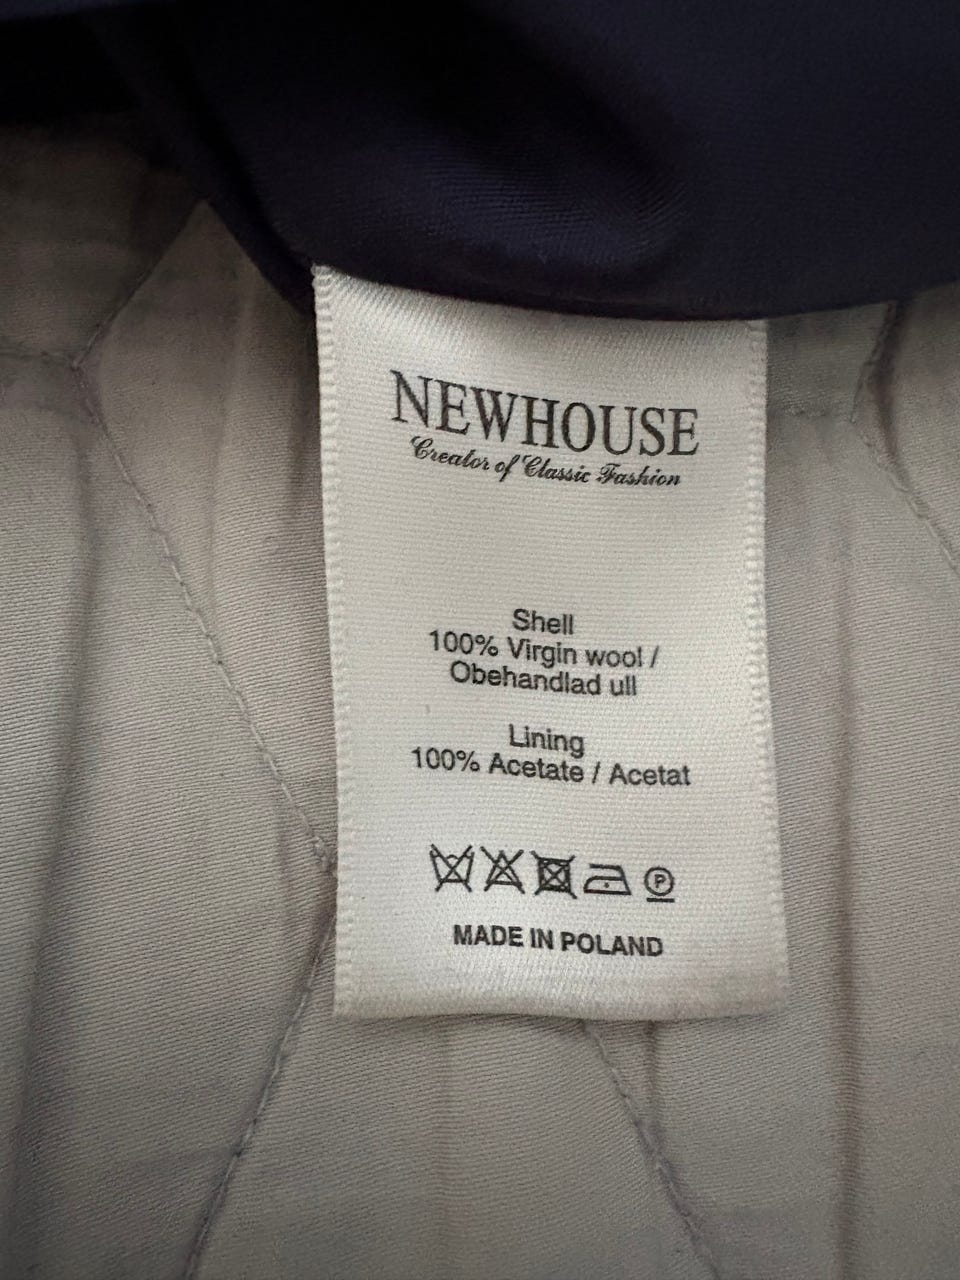 NEWHOUSE
Creator of Classic Fashion
Shell
100% Virgin wool /
Obehandlad ull
Lining
100% Acetate / Acetat
P
MADE IN POLAND